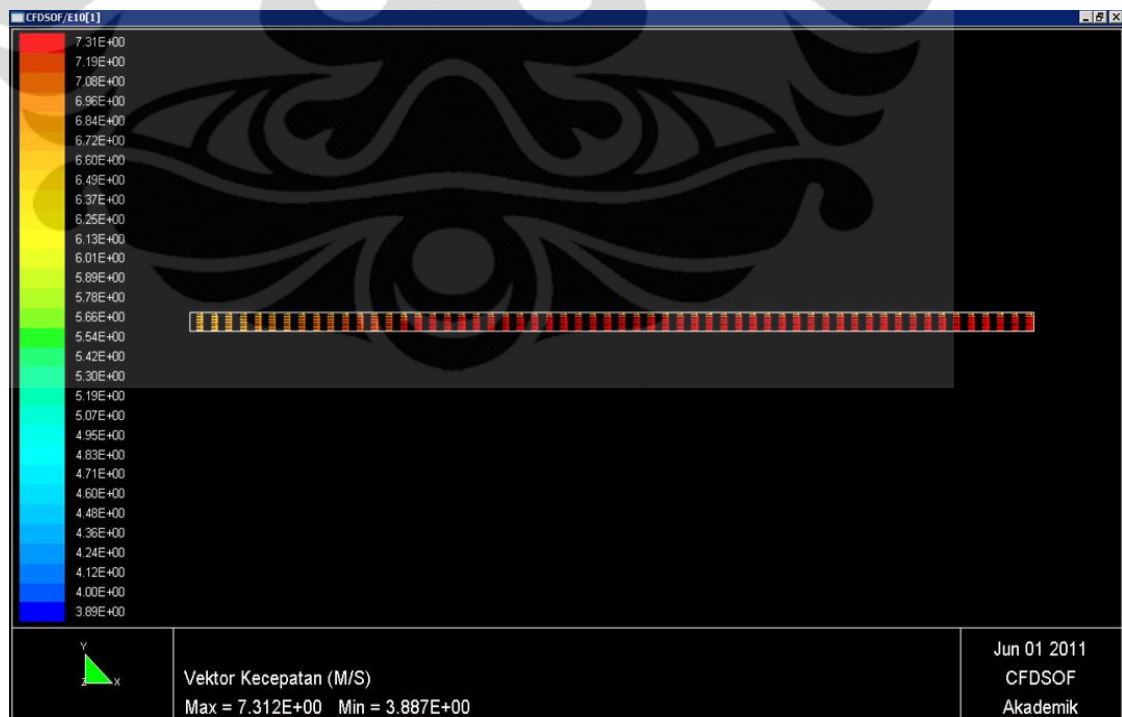 CFDSOF/E10[1]
7.31E+00
7.19E+00
7.08E+00
6.96E+00
6.84E+00
6.72E+00
6.60E+00
6.49E+00
6.37E+00
6.25E+00
6.13E+00
6.01E+00
5.89E+00
5.78E+00
5.66E+00
5.54E+00
5.42E+00
5.30E+00
5.19E+00
5.07E+00
4.95E+00
4.83E+00
4.71E+00
4.60E+00
4.48E+00
4.36E+00
4.24E+00
4.12E+00
4.00E+00
3.89E+00
Y
Z X
Vektor Kecepatan (M/S)
Max = 7.312E+00 Min = 3.887E+00
Jun 01 2011
CFDSOF
Akademik